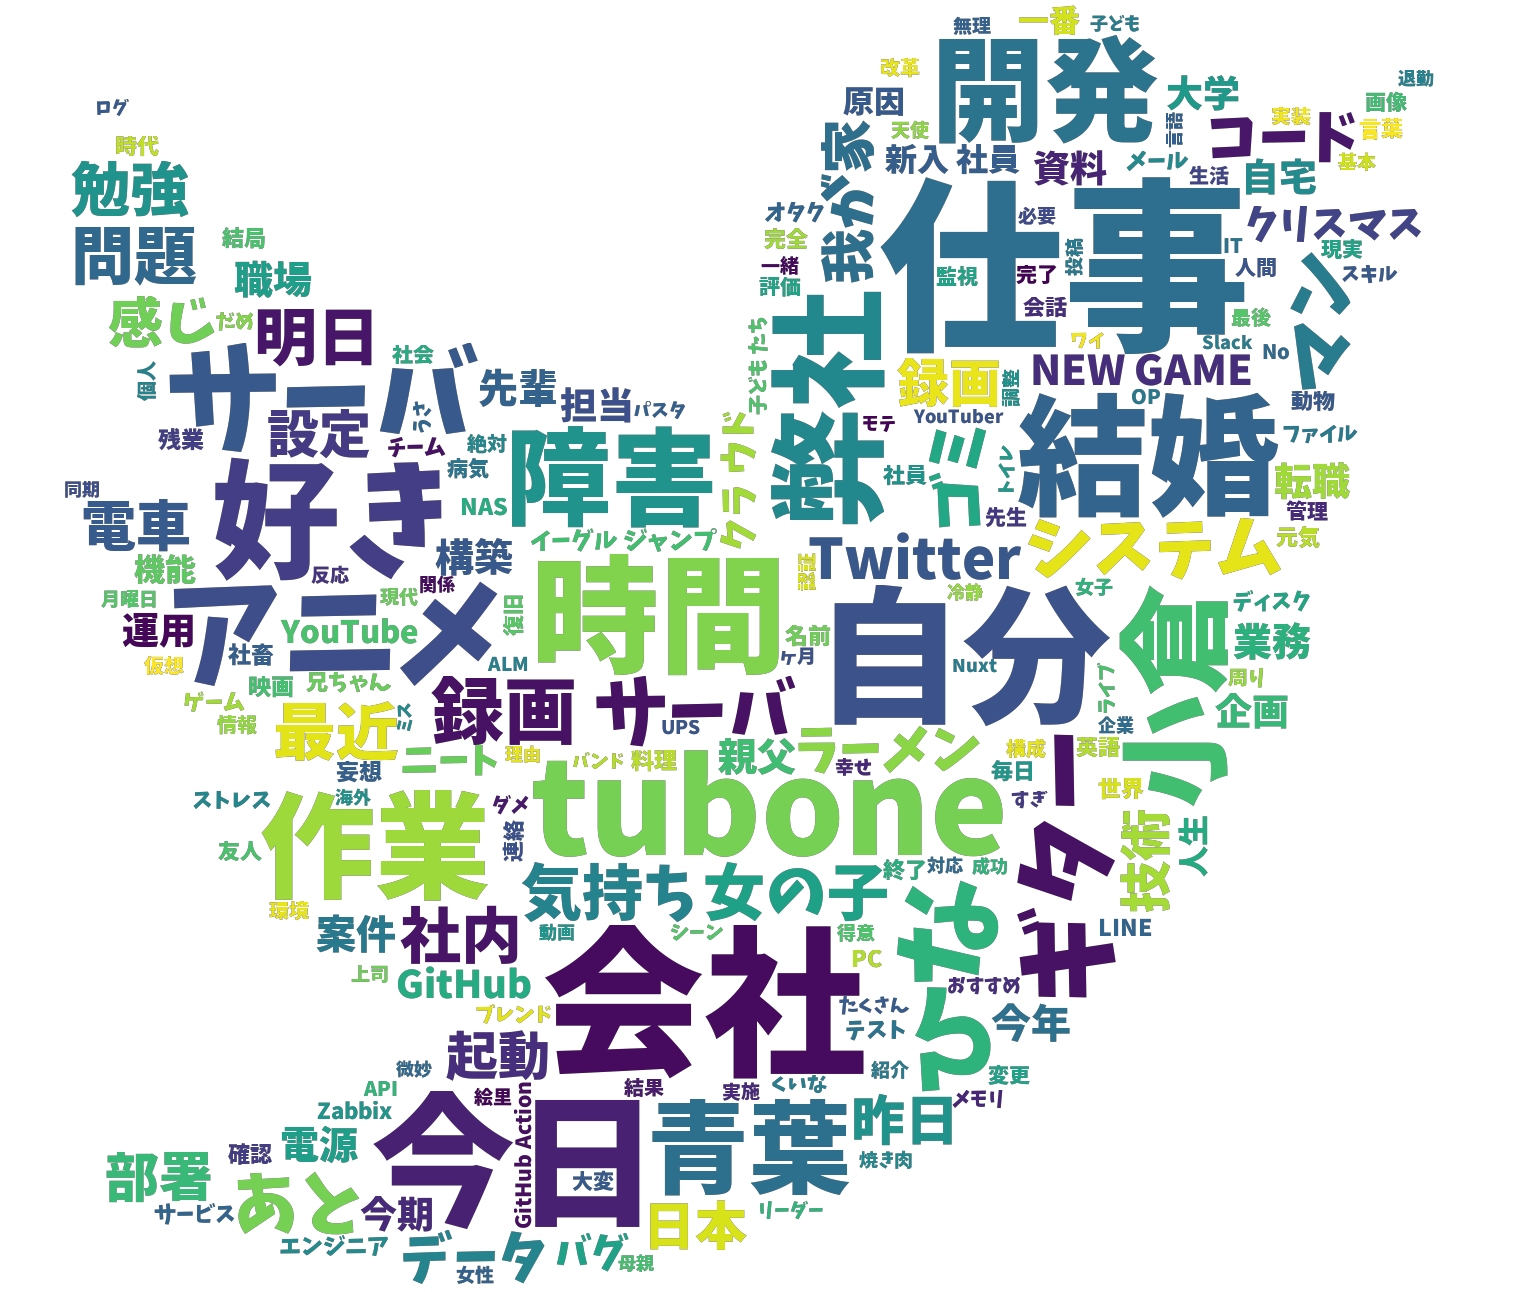 無理
一番
子ども
開発
改革
退勤
ログ
原因
大学
画像
時代
天使
言語
実装
コード
言葉
勉強
我が家
新入 社員
資料
メール
基本
生活
自宅
問題
結局
オタク
仕事
必要
クリスマス
完全
投稿
IT
現実
職場
一緒
監視
完了
人間
スキル
評価
会話
マン
感じ
だめ
明日
弊社
最後
サーバ
社会
子どもたち
ワイ
Slack
No
個人
先輩
録画
調整
NEW GAME
OP
動物
設定
うさ
担当
パスタ
YouTuber
結婚
残業
チーム
絶対
障害
クラウド
モテ
ゴミ
トイレ
ファイル
好き
病気
社員
転職
同期
NAS
先生
管理
電車
イーグル ジャンプ
Twitter
システム
元気
構築
機能
反応
関係
時間
認証
冷静
女子
月曜日
アニメ
現代
復旧
自分
小倉
ディスク
運用
YouTube
名前
業務
社畜
ALM
ヶ月
Nuxt
仮想
映画
兄ちゃん
録画 サーバ
ライブ
周り
ゲーム
情報
最近
ミス
UPS
企業
企画
ニート
理由
バンド
料理
親父
ラーメン
幸せ
構成
英語
妄想
tubone
毎日
ギター
世界
ストレス
海外
作業
ダメ
すぎ
技術
人生
友人
連絡
気持ち
女の子
終了
対応
成功
環境
案件
社内
動画
シーン
得意
ちな
LINE
上司
GitHub
会社
PC
おすすめ
ブレンド
たくさん
テスト
今年
起動
微妙
結果
実施
くいな
紹介
変更
API
絵里
メモリ
Zabbix
今日
GitHub Action
青葉
昨日
電源
確認
部署
大変
焼き肉
あと
サービス
今期
日本
リーダー
エンジニア
データ
バグ
母親
女性